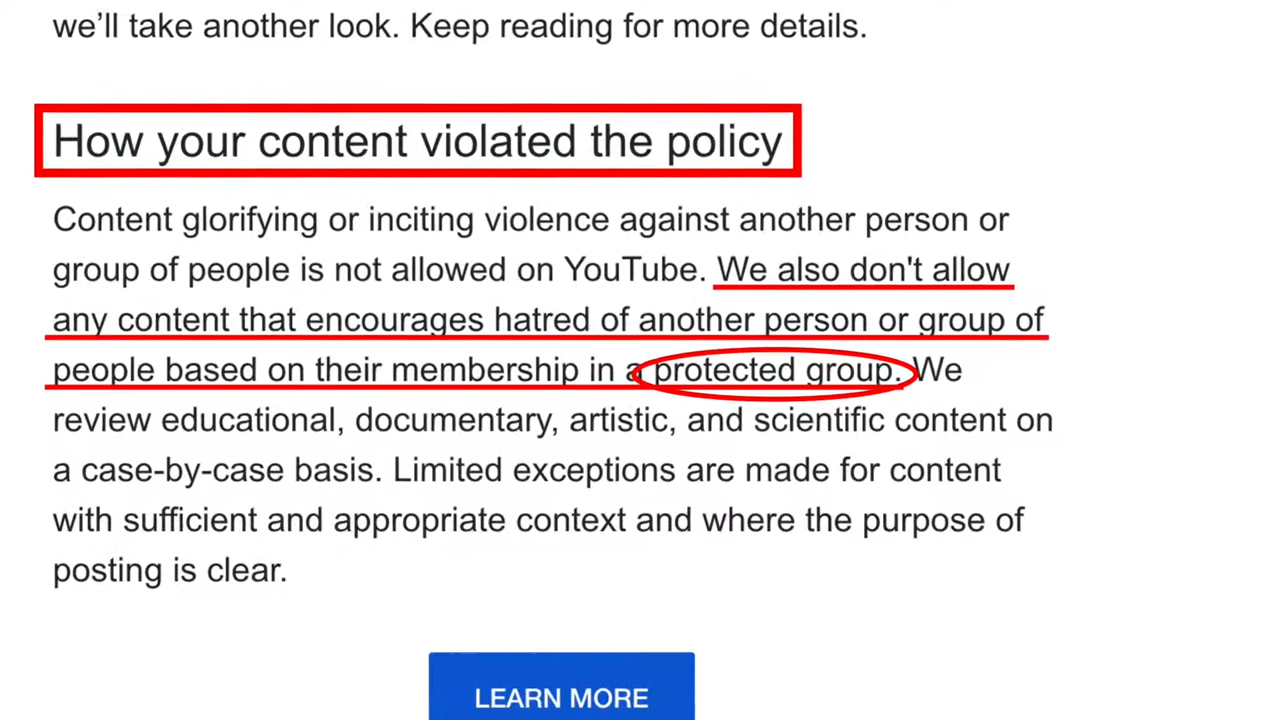 we’ll take another look. Keep reading for more details.
How your content violated the policy
Content glorifying or inciting violence against another person or
group of people is not allowed on YouTube. We also don't allow
any content that encourages hatred of another person or group of
people based on their membership in a protected group. We
review educational, documentary, artistic, and scientific content on
a case-by-case basis. Limited exceptions are made for content
with sufficient and appropriate context and where the purpose of
posting is clear.
LEARN MORE